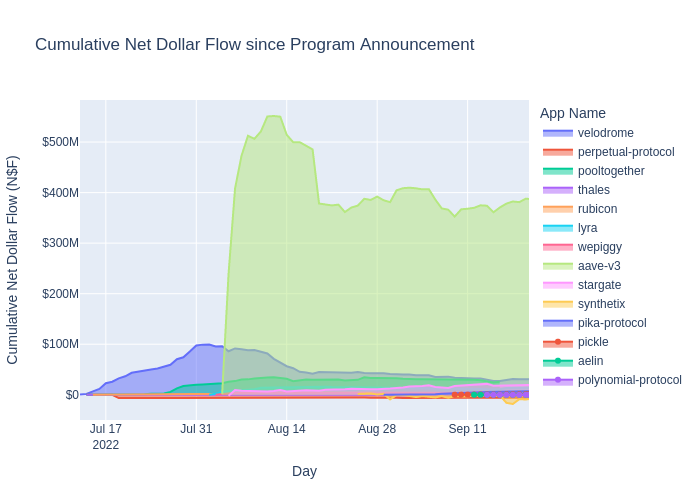 Cumulative Net Dollar Flow since Program Announcement
Cumulative Net Dollar Flow (N$F)
$500M
$400M
$300M
$200M
$100M
$0
Jul 17
2022
Jul 31
Aug 14
Aug 28
Sep 11
Day
App Name
velodrome
perpetual-protocol
pooltogether
thales
rubicon
lyra
wepiggy
aave-v3
stargate
synthetix
pika-protocol
pickle
aelin
polynomial-protocol